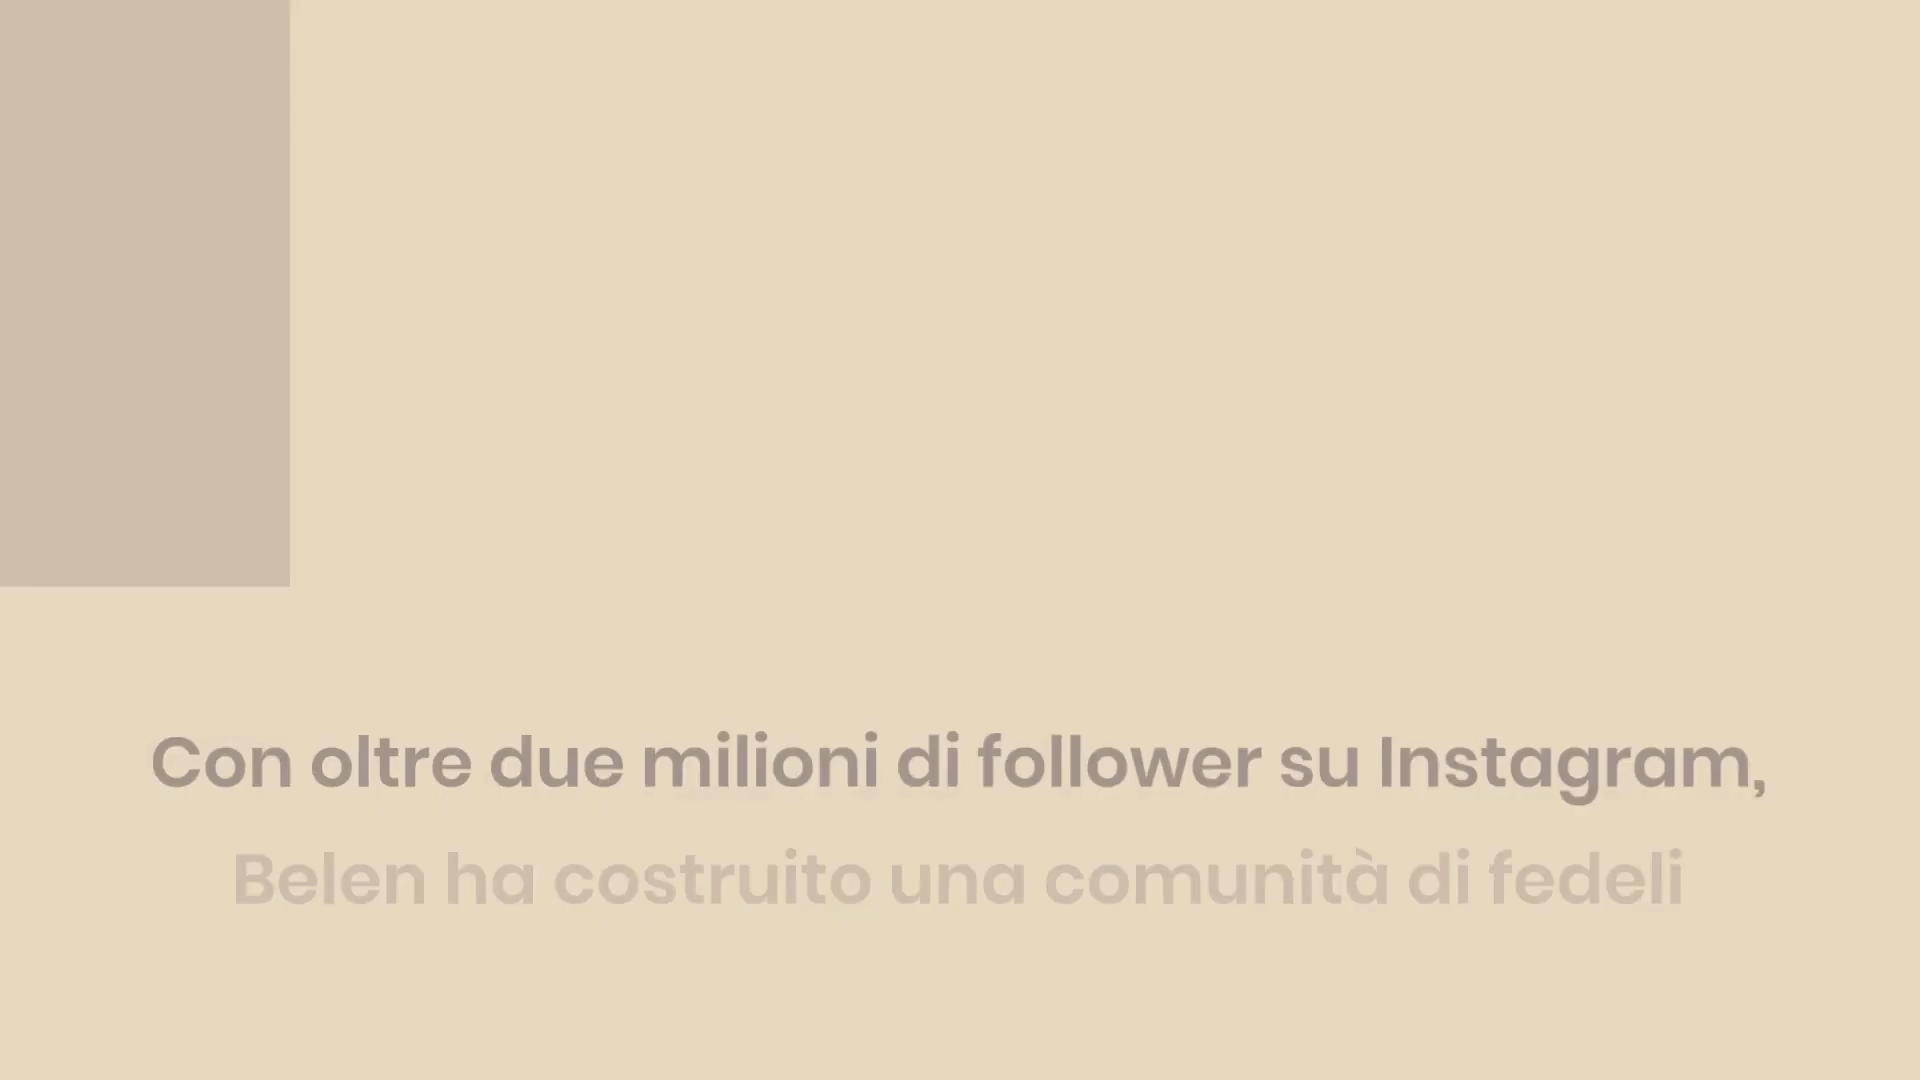 Con oltre due milioni di follower su Instagram,
Belen ha costruito una comunità di fedeli